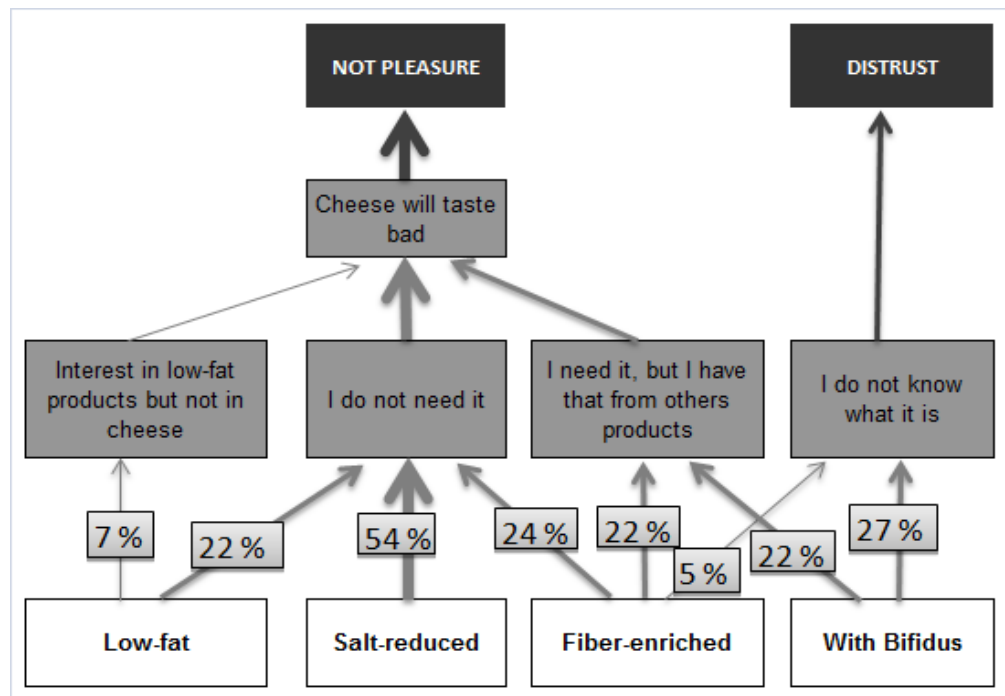 NOT PLEASURE
DISTRUST
Cheese will taste
bad
Interest in low-fat
products but not in
cheese
I do not need it
I need it, but I have
that from others
products
I do not know
what it is
7 %
22 %
54 %
24 %
22 %
5 %
22 %
27 %
Low-fat
Salt-reduced
Fiber-enriched
With Bifidus